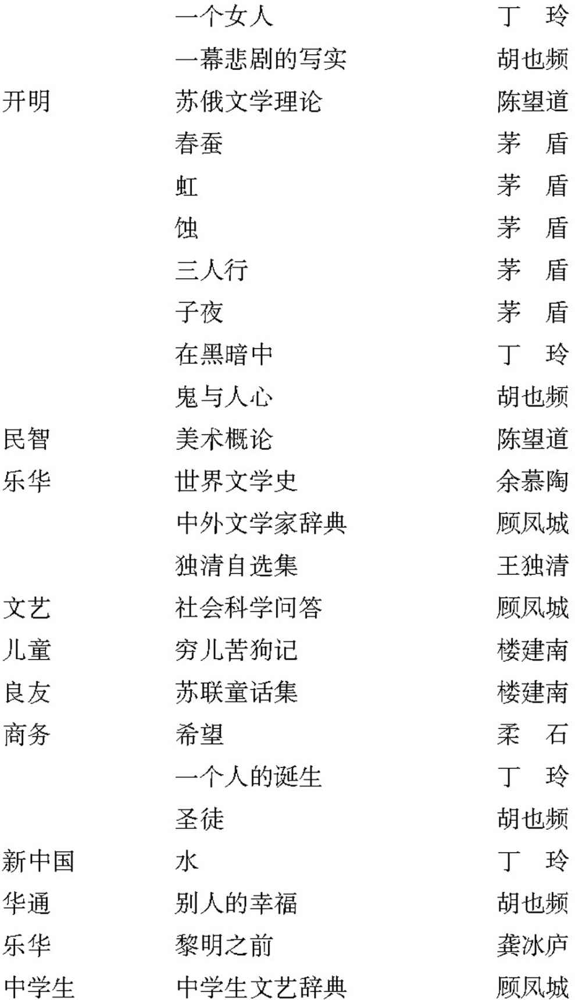 一个女人 丁 玲
一幕悲剧的写实 胡也频
开明 苏俄文学理论 陈望道
春蚕 茅 盾
虹 茅 盾
蚀 茅 盾
三人行 茅 盾
子夜 茅 盾
在黑暗中 丁 玲
鬼与人心 胡也频
民智 美术概论 陈望道
乐华 世界文学史 余慕陶
中外文学家辞典 顾凤城
独清自选集 王独清
文艺 社会科学问答 顾凤城
儿童 穷儿苦狗记 楼建南
良友 苏联童话集 楼建南
商务 希望 柔 石
一个人的诞生 丁 玲
圣徒 胡也频
新中国 水 丁 玲
华通 别人的幸福 胡也频
乐华 黎明之前 龚冰庐
中学生 中学生文艺辞典 顾凤城